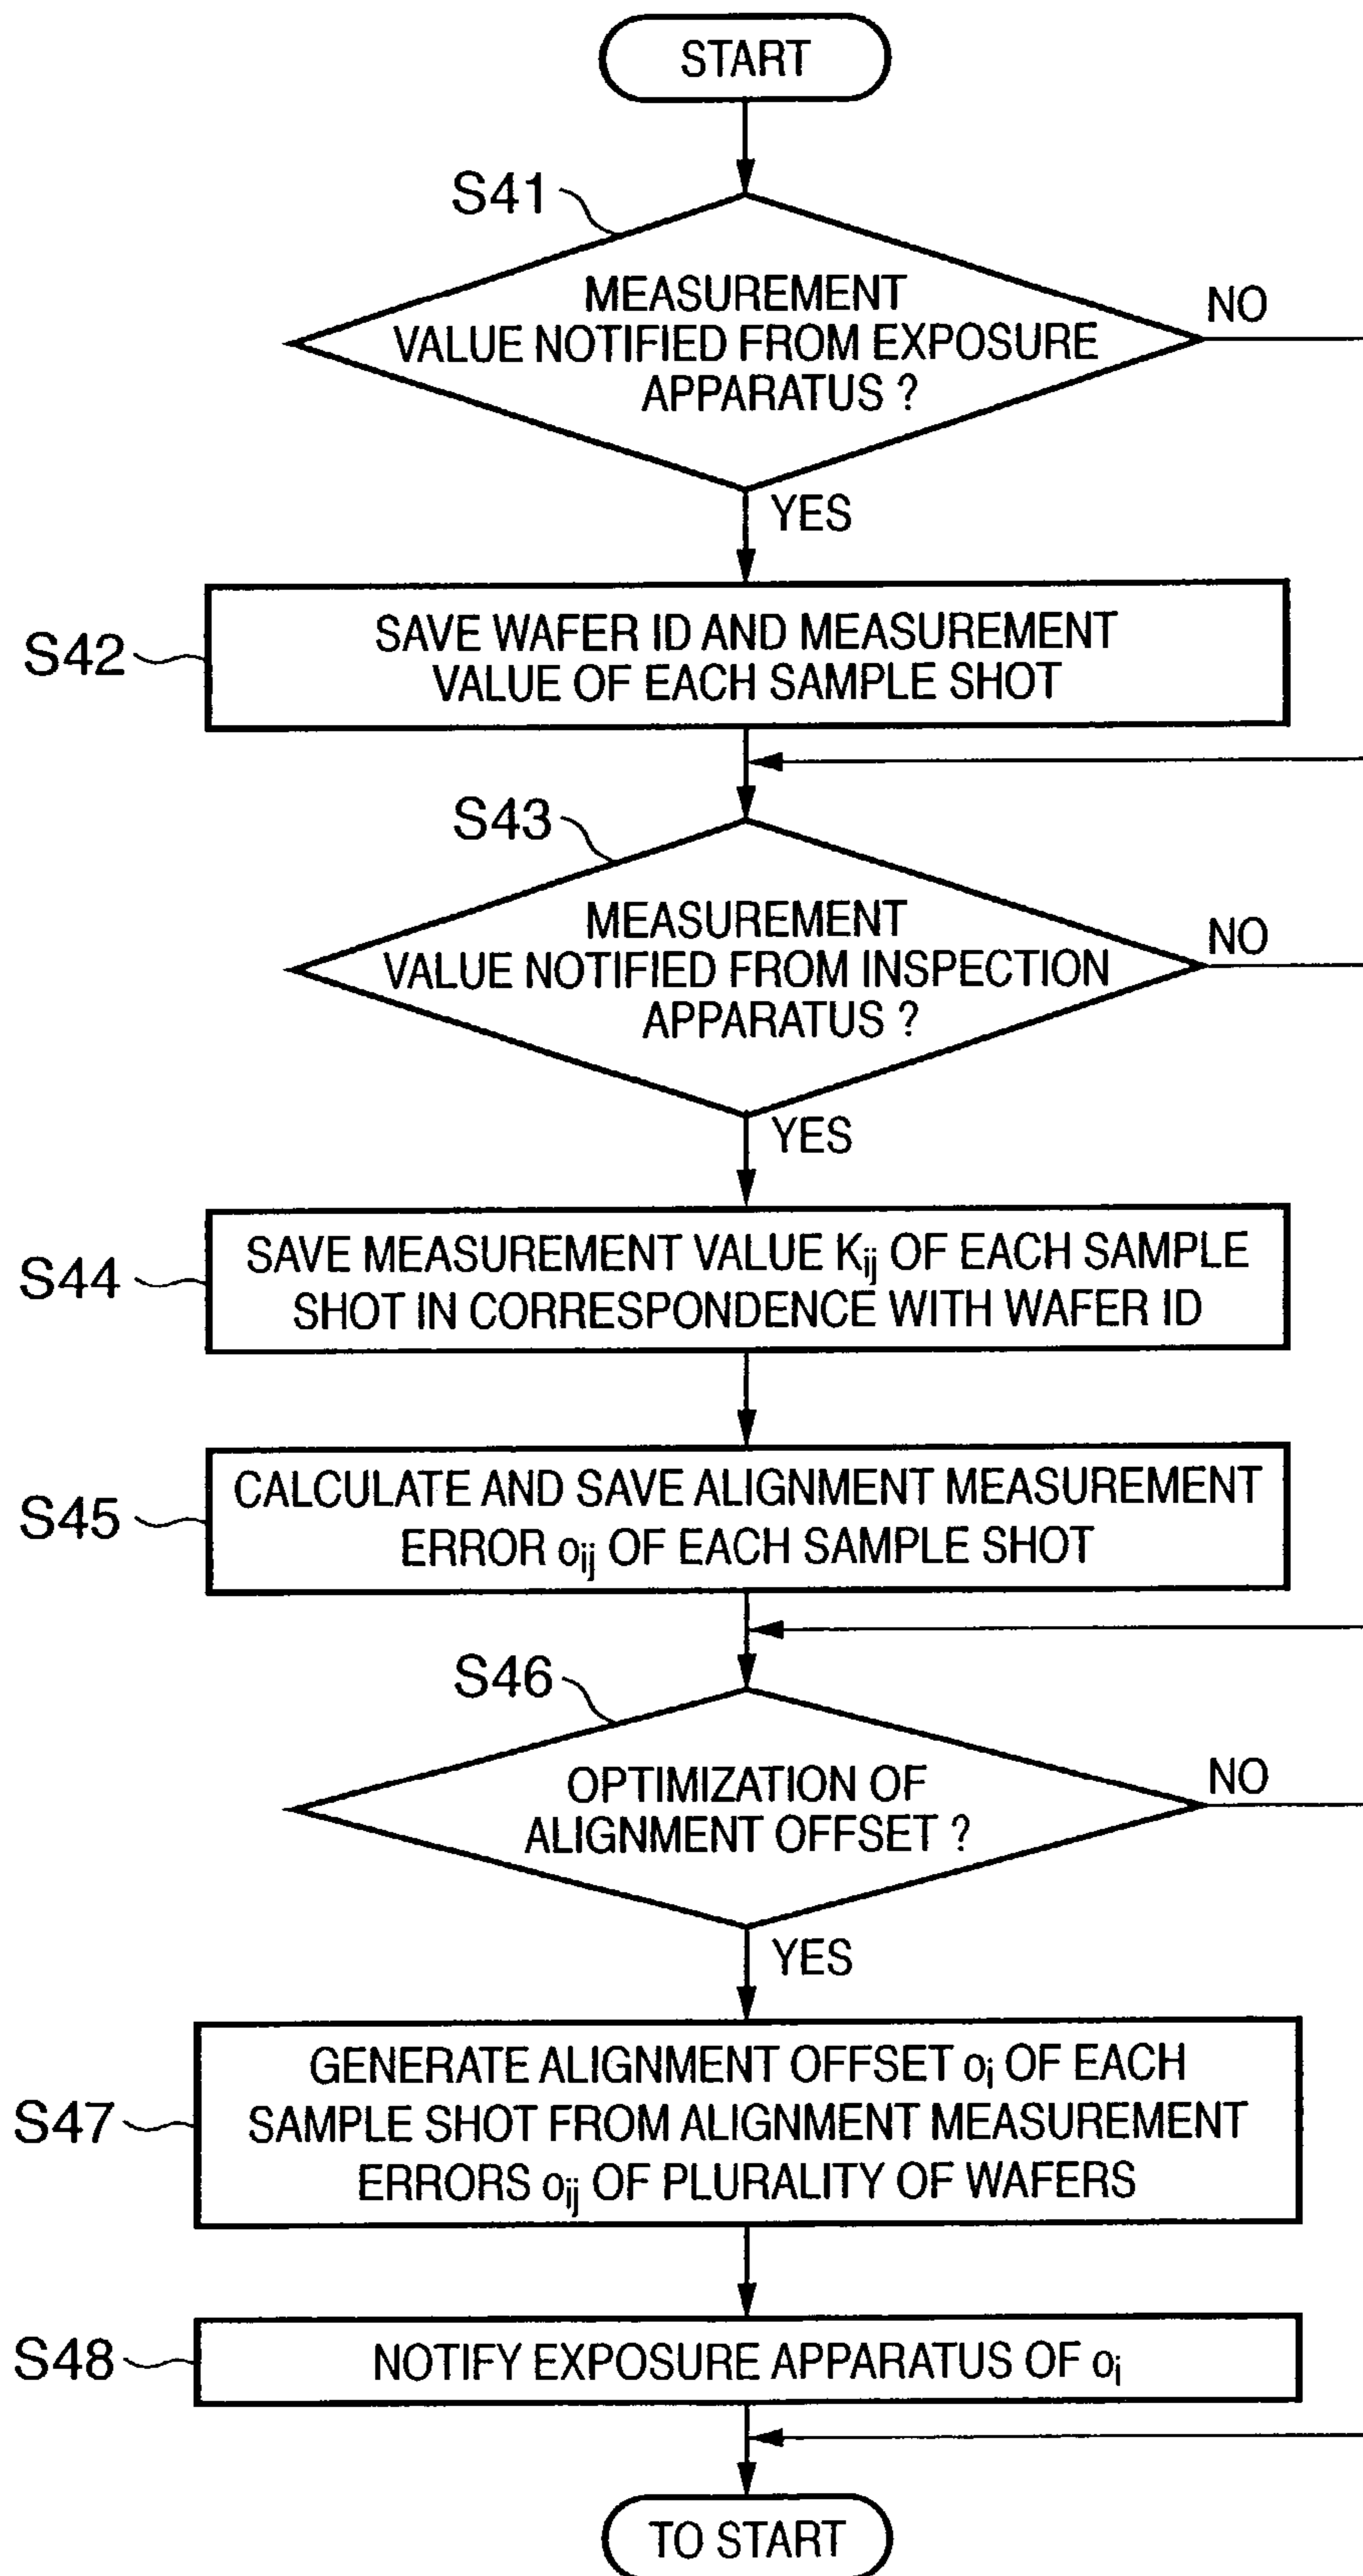 START
S41
MEASUREMENT
VALUE NOTIFIED FROM EXPOSURE
APPARATUS ?
NO
YES
S42
SAVE WAFER ID AND MEASUREMENT
VALUE OF EACH SAMPLE SHOT
S43
MEASUREMENT
VALUE NOTIFIED FROM INSPECTION
APPARATUS ?
NO
YES
S44
SAVE MEASUREMENT VALUE Kij OF EACH SAMPLE
SHOT IN CORRESPONDENCE WITH WAFER ID
S45
CALCULATE AND SAVE ALIGNMENT MEASUREMENT
ERROR oij OF EACH SAMPLE SHOT
S46
OPTIMIZATION OF
ALIGNMENT OFFSET ?
NO
YES
S47
GENERATE ALIGNMENT OFFSET oi OF EACH
SAMPLE SHOT FROM ALIGNMENT MEASUREMENT
ERRORS oij OF PLURALITY OF WAFERS
S48
NOTIFY EXPOSURE APPARATUS OF oi
TO START